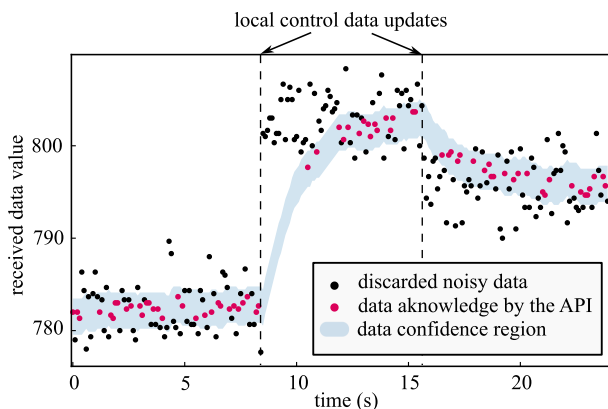 local control data updates
received data value
800
790
780
discarded noisy data
data aknowledge by the API
data confidence region
0
5
10
15
20
time (s)